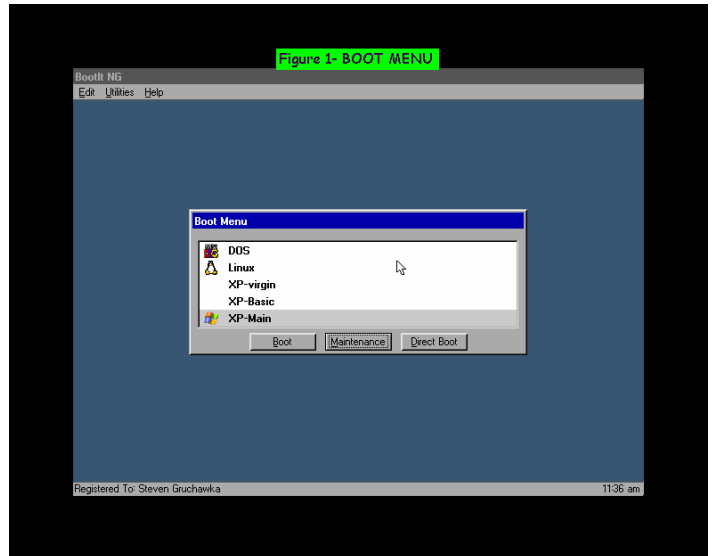 Figure 1- BOOT MENU
BootIt NG
Edit Utilities Help
Boot Menu
DOS
Linux
XP-virgin
XP-Basic
XP-Main
Boot Maintenance Direct Boot
Registered To: Steven Gruchawka 11:36 am